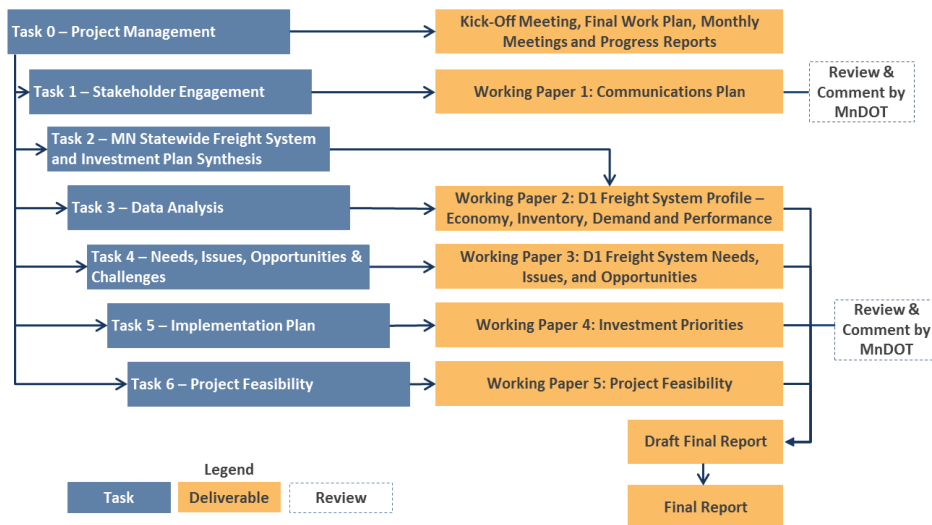 Task 0 – Project Management
Kick-Off Meeting, Final Work Plan, Monthly
Meetings and Progress Reports
Task 1 – Stakeholder Engagement
Working Paper 1: Communications Plan
Review &
Comment by
MnDOT
Task 2 – MN Statewide Freight System
and Investment Plan Synthesis
Task 3 – Data Analysis
Working Paper 2: D1 Freight System Profile –
Economy, Inventory, Demand and Performance
Task 4 – Needs, Issues, Opportunities &
Challenges
Working Paper 3: D1 Freight System Needs,
Issues, and Opportunities
Task 5 – Implementation Plan
Working Paper 4: Investment Priorities
Review &
Comment by
MnDOT
Task 6 – Project Feasibility
Working Paper 5: Project Feasibility
Draft Final Report
Final Report
Legend
Task
Deliverable
Review